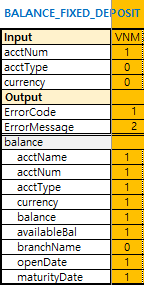 BALANCE_FIXED_DEPOSIT
Input VNM
acctNum 1
acctType 0
currency 0
Output
ErrorCode 1
ErrorMessage 2
balance
acctName 1
acctNum 1
acctType 1
currency 1
balance 1
availableBal 1
branchName 0
openDate 1
maturityDate 1